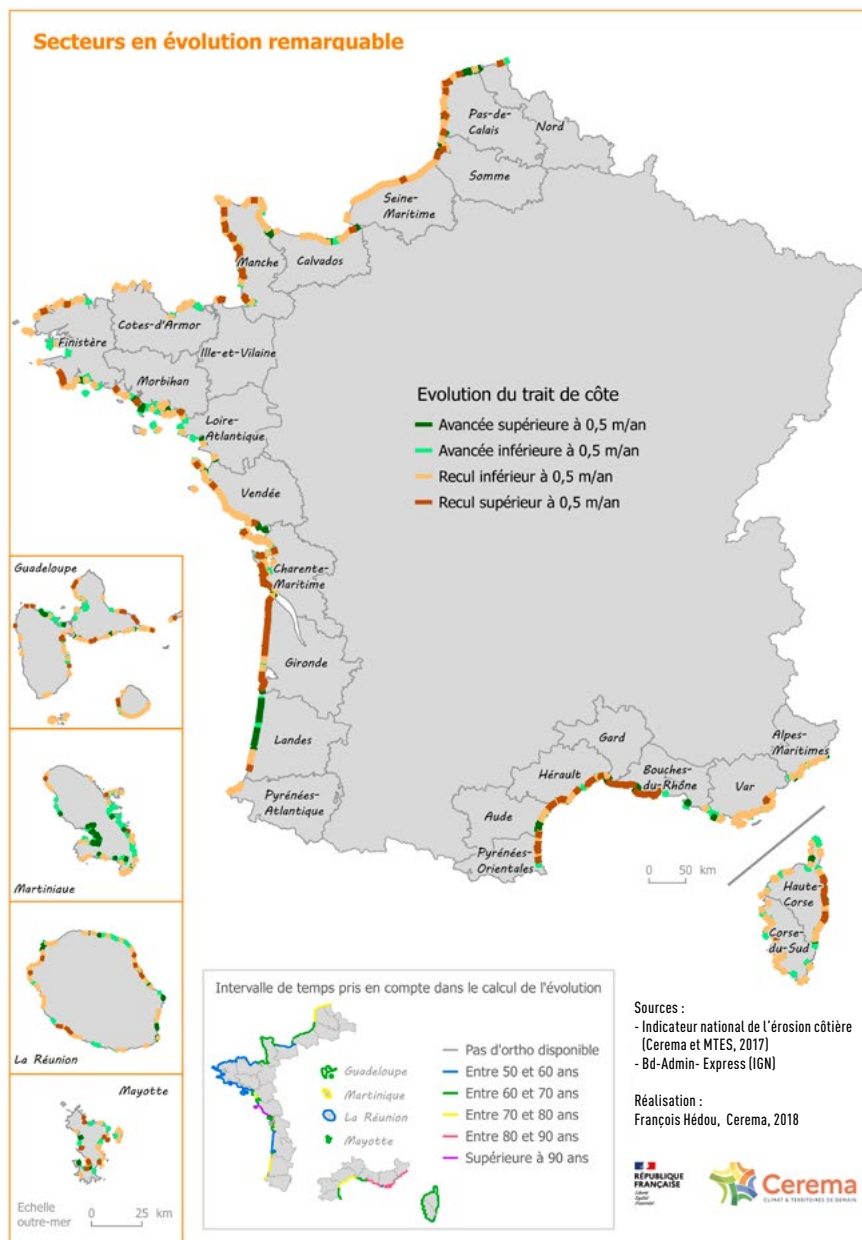 Secteurs en évolution remarquable
Pas-de-
Calais
Nord
Somme
Seine-
Maritime
Manche
Calvados
Cotes-d'Armor
Finistère
Ille-et-Vilaine
Morbihan
Loire-
Atlantique
Vendée
Charente-
Maritime
Gironde
Landes
Pyrénées-
Atlantique
Evolution du trait de côte
Avancée supérieure à 0,5 m/an
Avancée inférieure à 0,5 m/an
Recul inférieur à 0,5 m/an
Recul supérieur à 0,5 m/an
Gard
Hérault
Bouches-
du-Rhône
Var
Alpes-
Maritimes
Aude
Pyrénées-
Orientales
0 50 km
Haute-
Corse
Corse-
du-Sud
Guadeloupe
Martinique
La Réunion
Mayotte
Echelle
outre-mer
0 25 km
Intervalle de temps pris en compte dans le calcul de l'évolution
Guadeloupe
Martinique
La Réunion
Mayotte
Pas d'ortho disponible
Entre 50 et 60 ans
Entre 60 et 70 ans
Entre 70 et 80 ans
Entre 80 et 90 ans
Supérieure à 90 ans
Sources :
- Indicateur national de l'érosion côtière
(Cerema et MTES, 2017)
- Bd-Admin- Express (IGN)
Réalisation :
François Hédou, Cerema, 2018
RÉPUBLIQUE
FRANÇAISE
Liberté
Égalité
Fraternité
Cerema
CLIMAT & TERRITOIRES DE DEMAIN